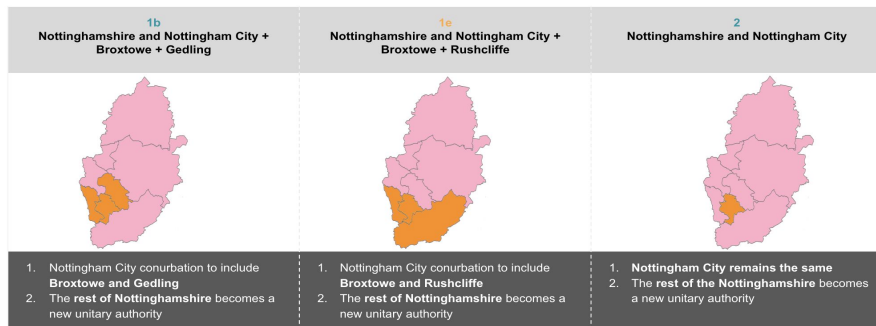 1b
Nottinghamshire and Nottingham City +
Broxtowe + Gedling
1e
Nottinghamshire and Nottingham City +
Broxtowe + Rushcliffe
2
Nottinghamshire and Nottingham City
1. Nottingham City conurbation to include
Broxtowe and Gedling
2. The rest of Nottinghamshire becomes a
new unitary authority
1. Nottingham City conurbation to include
Broxtowe and Rushcliffe
2. The rest of Nottinghamshire becomes a
new unitary authority
1. Nottingham City remains the same
2. The rest of the Nottinghamshire becomes
a new unitary authority